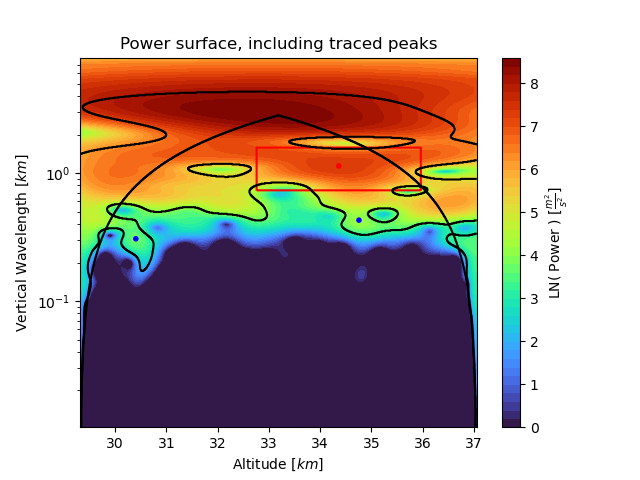 Power surface, including traced peaks
Vertical Wavelength [km]
10⁰
10⁻¹
30 31 32 33 34 35 36 37
Altitude [km]
8
7
6
5
4
3
2
1
0
LN( Power ) [m²/s²]